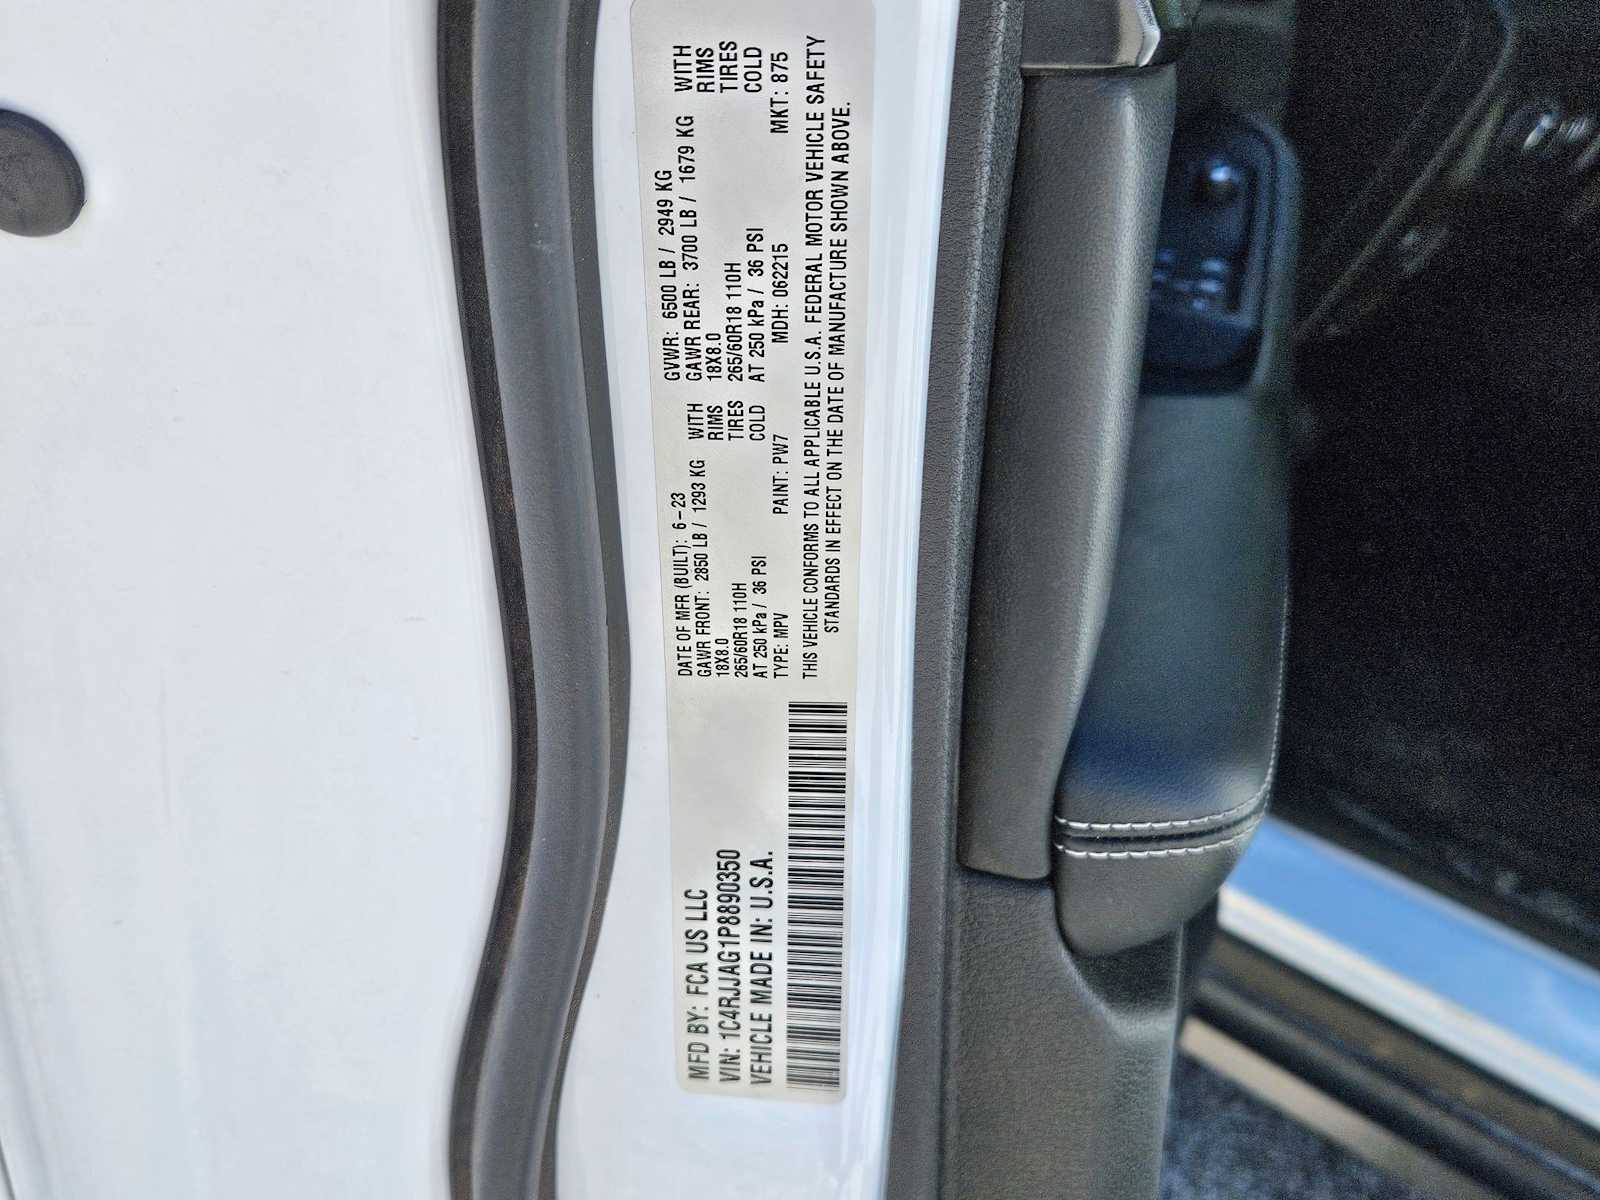 MFD BY: FCA US LLC
VIN: 1C4RJJAG1P8890350
VEHICLE MADE IN: U.S.A.
DATE OF MFR (BUILT): 6-23
GAWR FRONT: 2850 LB / 1293 KG WITH
18X8.0 RIMS
265/60R18 110H TIRES
AT 250 kPa / 36 PSI COLD
GVWR: 6500 LB / 2949 KG
GAWR REAR: 3700 LB / 1679 KG WITH
18X8.0 RIMS
265/60R18 110H TIRES
AT 250 kPa / 36 PSI COLD
TYPE: MPV PAINT: PW7 MDH: 062215 MKT: 875
THIS VEHICLE CONFORMS TO ALL APPLICABLE U.S.A. FEDERAL MOTOR VEHICLE SAFETY
STANDARDS IN EFFECT ON THE DATE OF MANUFACTURE SHOWN ABOVE.